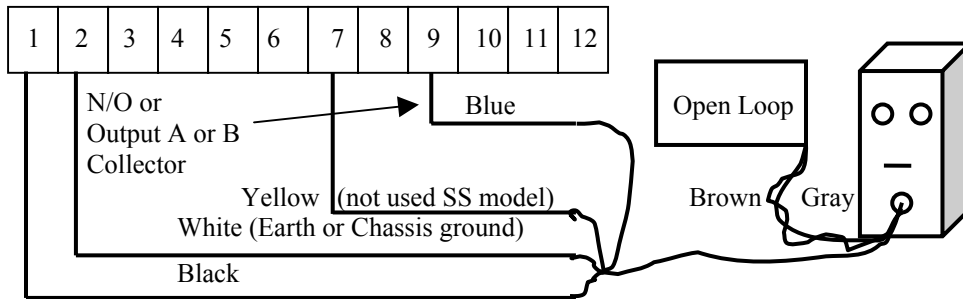 1 2 3 4 5 6 7 8 9 10 11 12
N/O or
Output A or B
Collector
Blue
Open Loop
Yellow (not used SS model)
Brown Gray
White (Earth or Chassis ground)
Black